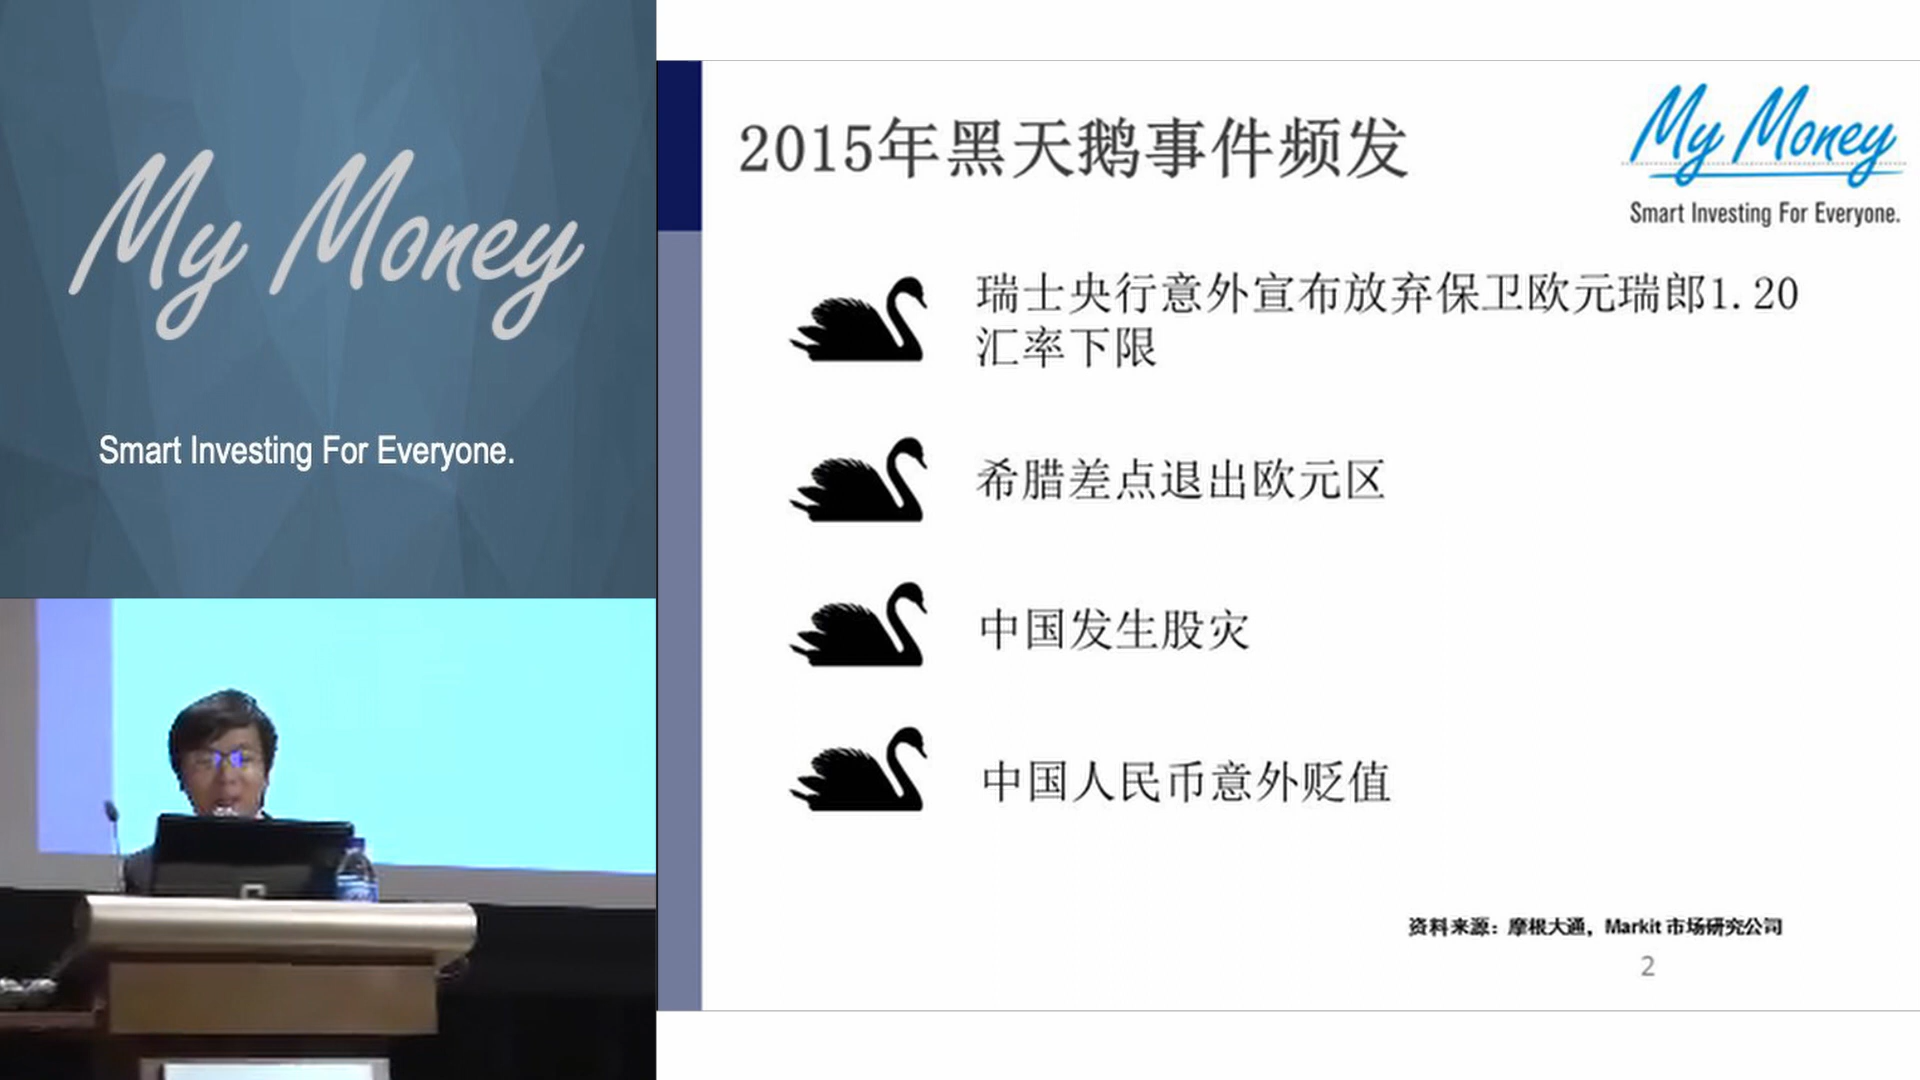 My Money
Smart Investing For Everyone.
2015年黑天鹅事件频发
My Money
Smart Investing For Everyone.
瑞士央行意外宣布放弃保卫欧元瑞郎1.20
汇率下限
希腊差点退出欧元区
中国发生股灾
中国人民币意外贬值
资料来源：摩根大通，Markit 市场研究公司
2